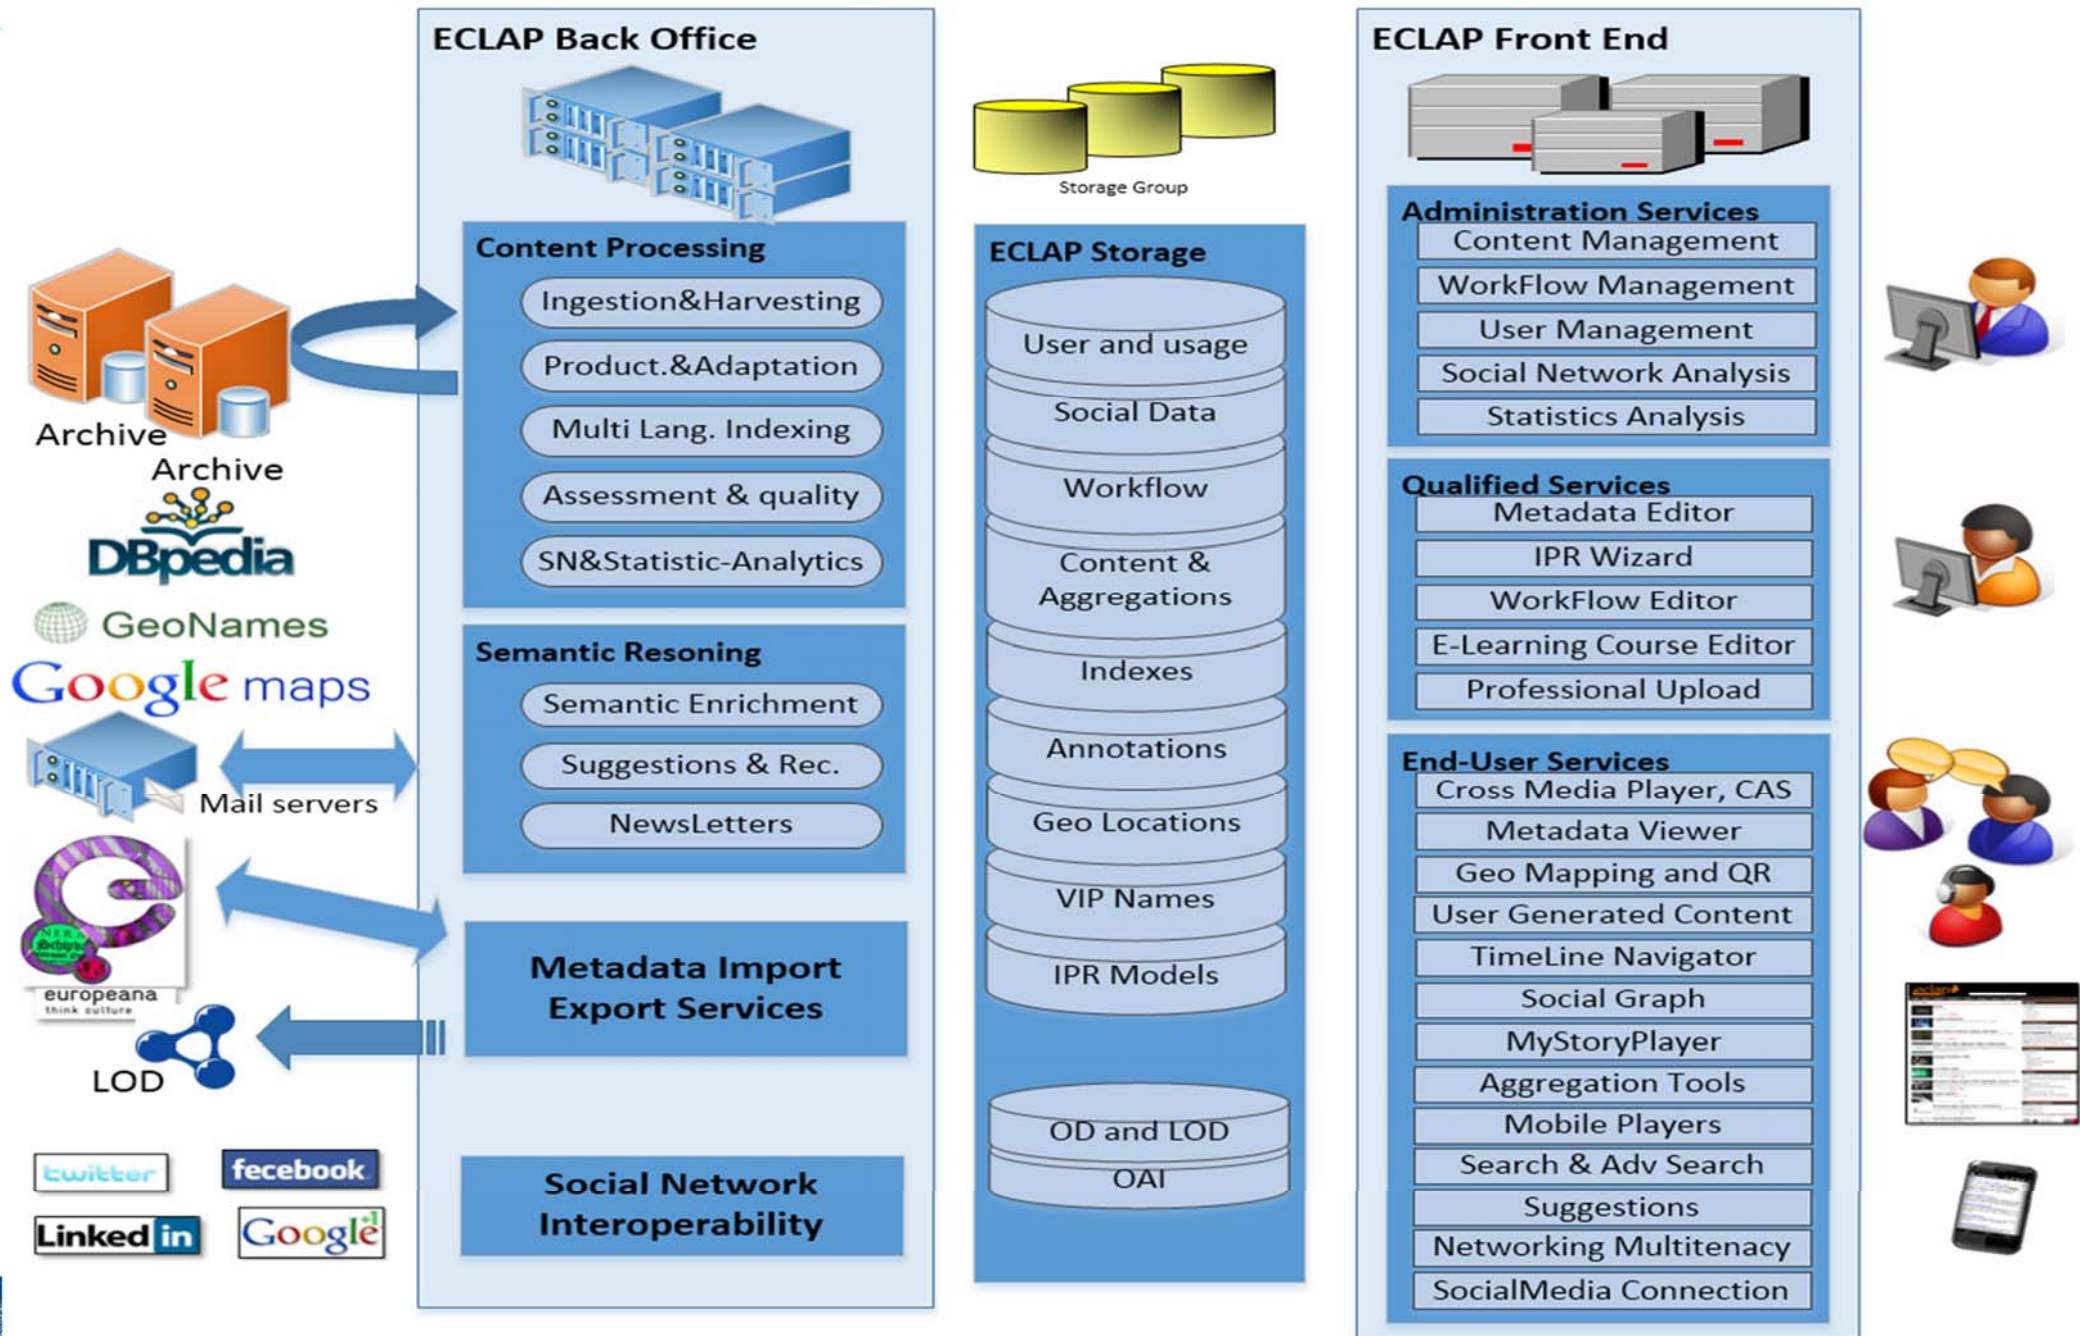 ECLAP Back Office
Content Processing
Ingestion&Harvesting
Product.&Adaptation
Multi Lang. Indexing
Assessment & quality
SN&Statistic-Analytics
Semantic Resoning
Semantic Enrichment
Suggestions & Rec.
NewsLetters
Metadata Import
Export Services
Social Network
Interoperability
Archive
Archive
DBpedia
GeoNames
Google maps
Mail servers
europeana
think culture
LOD
twitter
fecebook
Linked in
Google +1
Storage Group
ECLAP Storage
User and usage
Social Data
Workflow
Content &
Aggregations
Indexes
Annotations
Geo Locations
VIP Names
IPR Models
OD and LOD
OAI
ECLAP Front End
Administration Services
Content Management
WorkFlow Management
User Management
Social Network Analysis
Statistics Analysis
Qualified Services
Metadata Editor
IPR Wizard
WorkFlow Editor
E-Learning Course Editor
Professional Upload
End-User Services
Cross Media Player, CAS
Metadata Viewer
Geo Mapping and QR
User Generated Content
TimeLine Navigator
Social Graph
MyStoryPlayer
Aggregation Tools
Mobile Players
Search & Adv Search
Suggestions
Networking Multitenacy
SocialMedia Connection
eclap